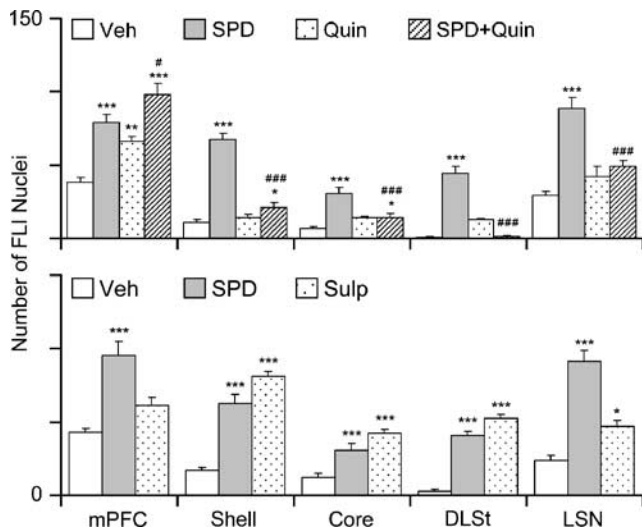 150
Veh SPD Quin SPD+Quin
#
*** ** *** ***
*** ### * *** ### * *** ### *** ###
Number of FLI Nuclei
Veh SPD Sulp
*** *** *** *** *** *** *** *** *
0
mPFC Shell Core DLSt LSN